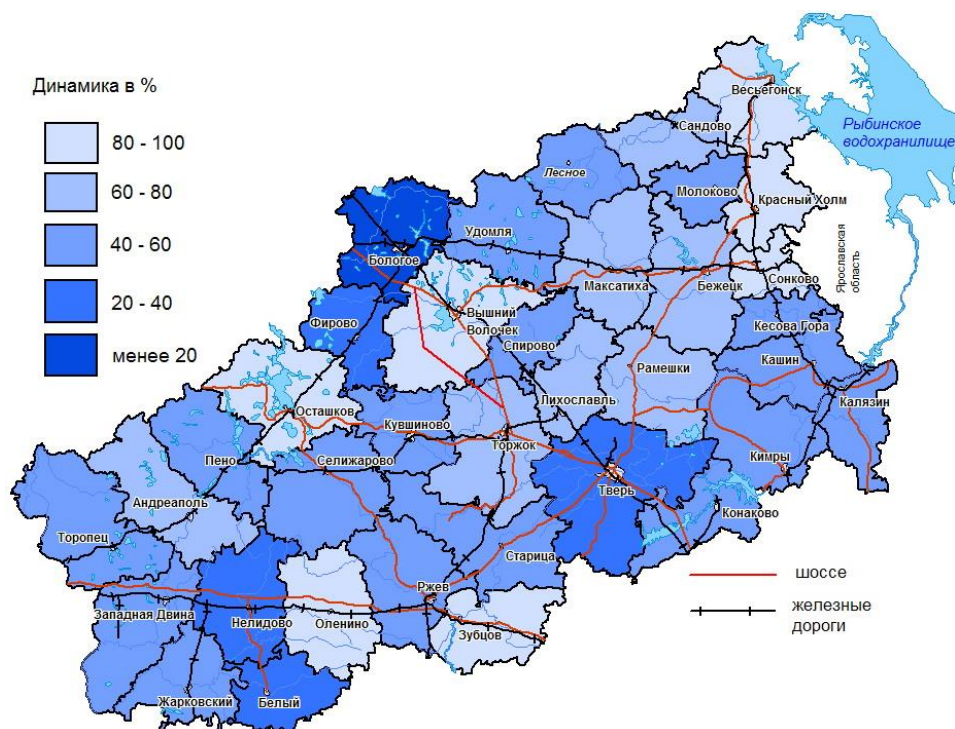 Динамика в %
80 - 100
60 - 80
40 - 60
20 - 40
менее 20
Весьегонск
Сандово
Рыбинское
водохранилище
Лесное
Молоково
Красный Холм
Удомля
Бологое
Ярославская
область
Максатиха
Бежецк
Сонково
Вышний
Волочек
Фирово
Спирово
Кесова Гора
Кашин
Рамешки
Лихославль
Калязин
Осташков
Кувшиново
Торжок
Пено
Селижарово
Кимры
Тверь
Андреаполь
Конаково
Торопец
Старица
шоссе
Ржев
железные
дороги
Западная Двина
Нелидово
Оленино
Зубцов
Жарковский
Белый